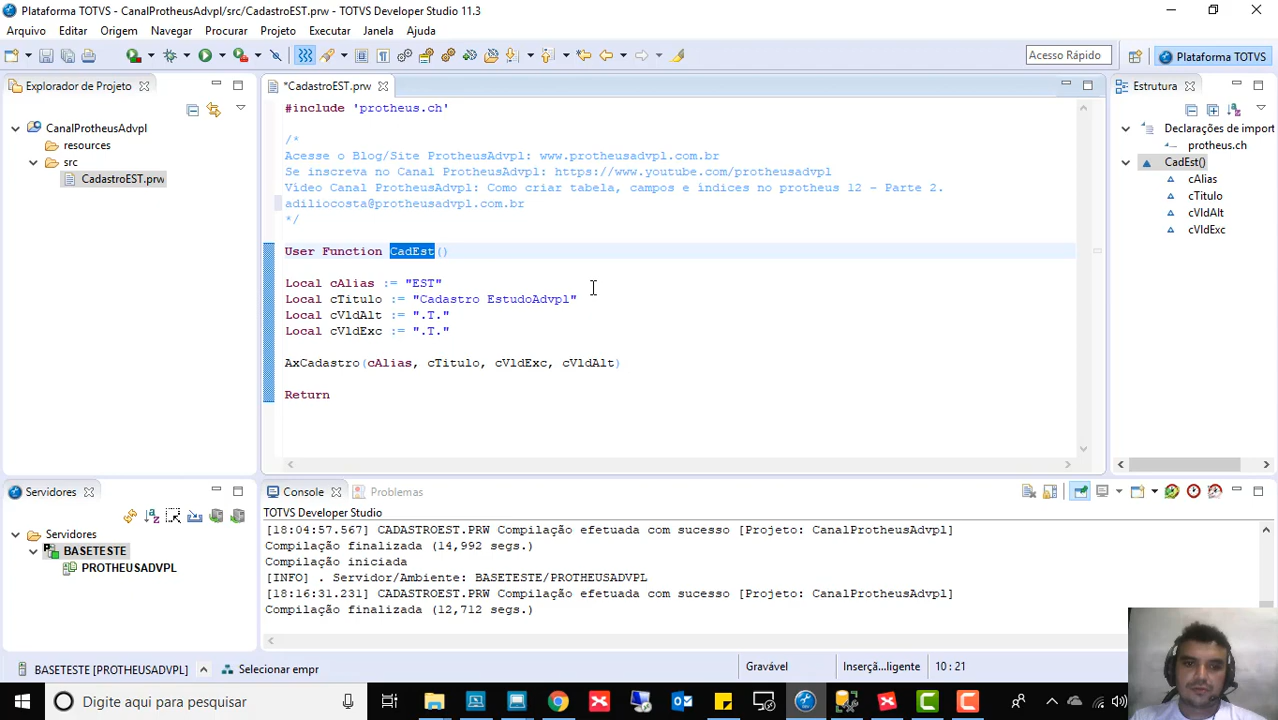 Plataforma TOTVS - CanalProtheusAdvpl/src/CadastroEST.prw - TOTVS Developer Studio 11.3
Arquivo Editar Origem Navegar Procurar Projeto Executar Janela Ajuda
Acesso Rápido
Plataforma TOTVS
Explorador de Projeto
CanalProtheusAdvpl
resources
src
CadastroEST.prw
*CadastroEST.prw
#include 'protheus.ch'
/*
Acesse o Blog/Site ProtheusAdvpl: www.protheusadvpl.com.br
Se inscreva no Canal ProtheusAdvpl: https://www.youtube.com/protheusadvpl
Vídeo Canal ProtheusAdvpl: Como criar tabela, campos e índices no protheus 12 - Parte 2.
adiliocosta@protheusadvpl.com.br
*/
User Function CadEst()
Local cAlias := "EST"
Local cTitulo := "Cadastro EstudoAdvpl"
Local cVldAlt := ".T."
Local cVldExc := ".T."
AxCadastro(cAlias, cTitulo, cVldExc, cVldAlt)
Return
Estrutura
Declarações de import
protheus.ch
CadEst()
cAlias
cTitulo
cVldAlt
cVldExc
Servidores
Servidores
BASETESTE
PROTHEUSADVPL
Console Problemas
TOTVS Developer Studio
[18:04:57.567] CADASTROEST.PRW Compilação efetuada com sucesso [Projeto: CanalProtheusAdvpl]
Compilação finalizada (14,992 segs.)
Compilação iniciada
[INFO] . Servidor/Ambiente: BASETESTE/PROTHEUSADVPL
[18:16:31.231] CADASTROEST.PRW Compilação efetuada com sucesso [Projeto: CanalProtheusAdvpl]
Compilação finalizada (12,712 segs.)
BASETESTE [PROTHEUSADVPL] Selecionar empr Gravável Inserçã...ligente 10 : 21
Digite aqui para pesquisar